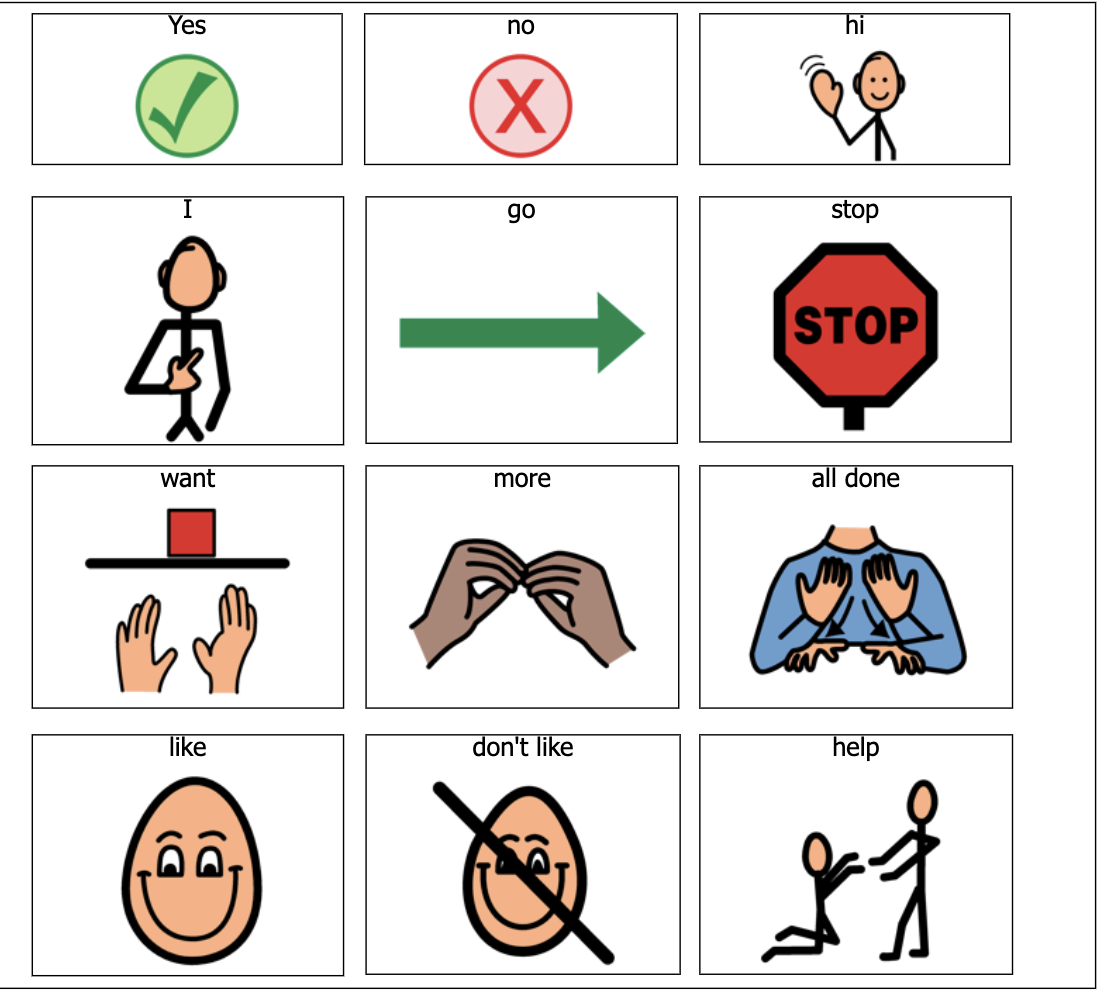 Yes
no
hi
I
go
stop
STOP
want
more
all done
like
don't like
help